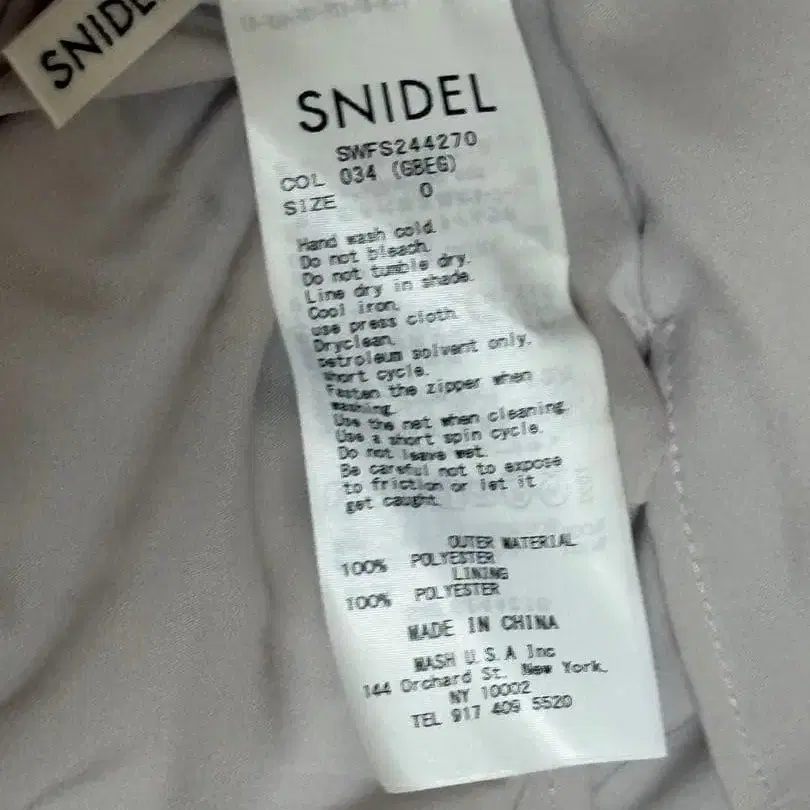 SNIDEL
SWFS244270
COL 034 (GBEG)
SIZE 0
Hand wash cold.
Do not bleach.
Do not tumble dry.
Line dry in shade.
Cool iron.
use press cloth.
Dryclean.
petroleum solvent only.
short cycle.
Fasten the zipper when
washing.
Use the net when cleaning.
Use a short spin cycle.
Do not leave wet.
Be careful not to expose
to friction or let it
get caught.
OUTER MATERIAL
100% POLYESTER
LINING
100% POLYESTER
MADE IN CHINA
MASH U.S.A Inc
144 Orchard St. New York,
NY 10002
TEL 917 409 5520